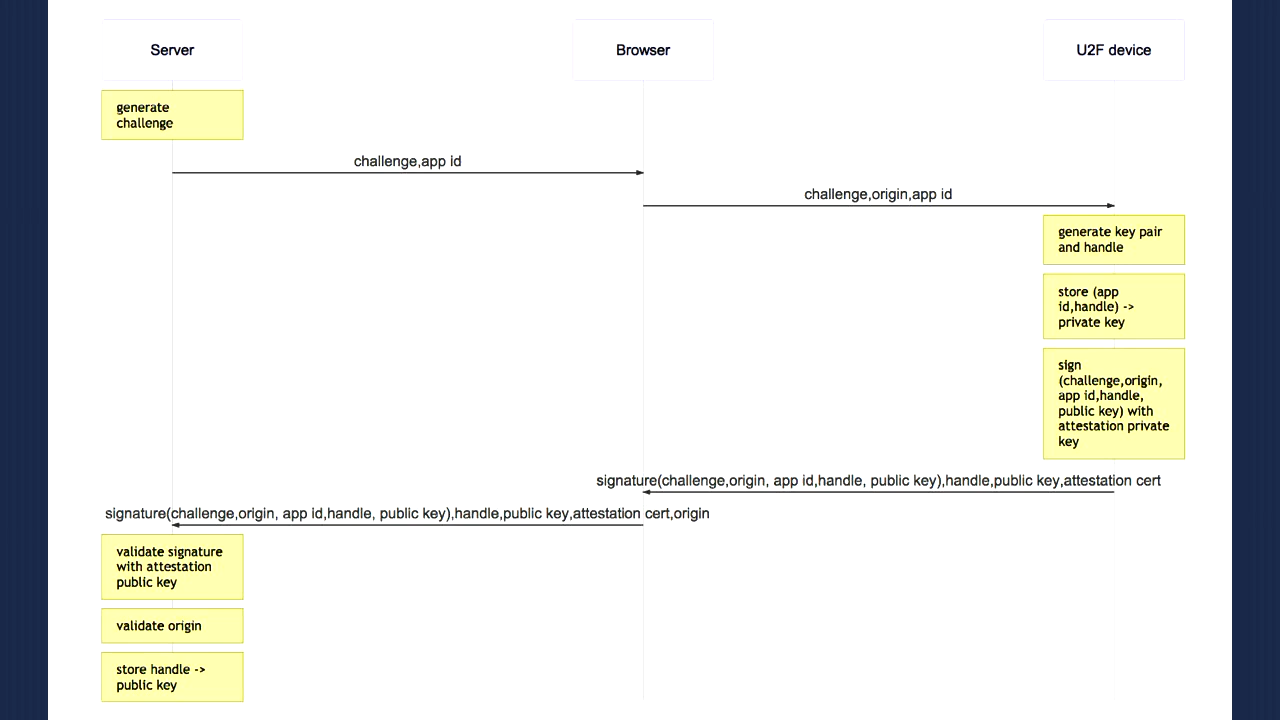 Server
Browser
U2F device
generate
challenge
challenge,app id
challenge,origin,app id
generate key pair
and handle
store (app
id,handle) ->
private key
sign
(challenge,origin,
app id,handle,
public key) with
attestation private
key
signature(challenge,origin, app id,handle, public key),handle,public key,attestation cert
signature(challenge,origin, app id,handle, public key),handle,public key,attestation cert,origin
validate signature
with attestation
public key
validate origin
store handle ->
public key